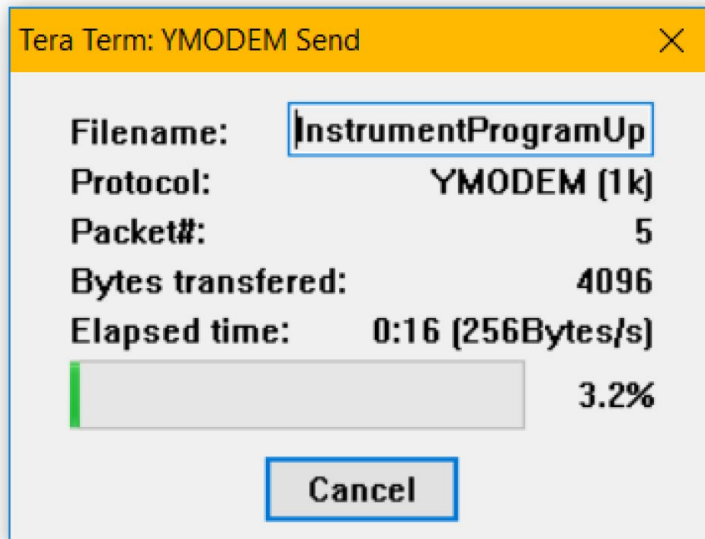 Tera Term: YMODEM Send
Filename: InstrumentProgramUp
Protocol: YMODEM (1k)
Packet#: 5
Bytes transfered: 4096
Elapsed time: 0:16 (256Bytes/s)
3.2%
Cancel